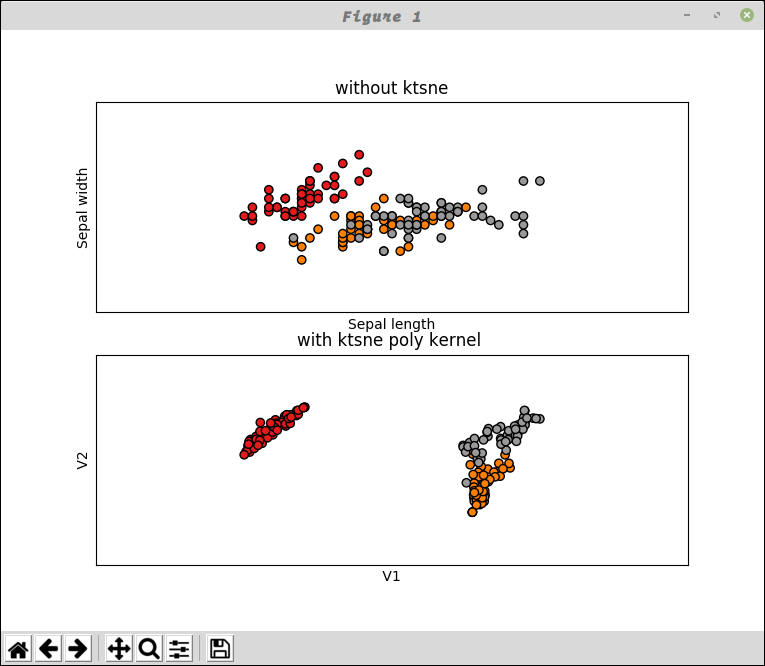 Figure 1
without ktsne
Sepal width
Sepal length
with ktsne poly kernel
V2
V1